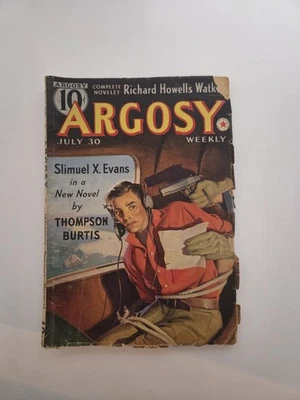 ARGOSY
10¢
COMPLETE
NOVELET
Richard Howells Watk
ARGOSY
JULY 30
WEEKLY
Slimuel X. Evans
in a
New Novel
by
THOMPSON
BURTIS